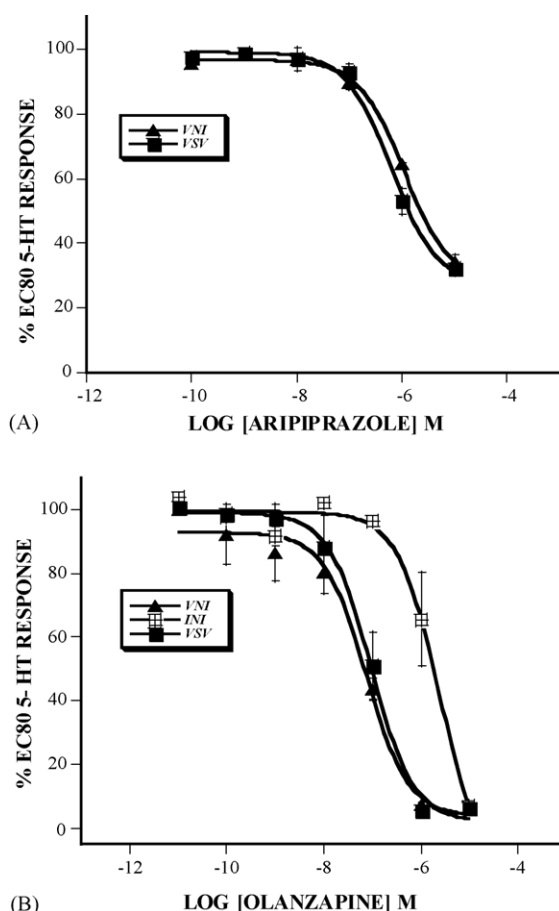 100
80
60
40
20
0
% EC80 5-HT RESPONSE
VNI
VSV
-12
-10
-8
-6
-4
(A)
LOG [ARIPIPRAZOLE] M
100
80
60
40
20
0
% EC80 5- HT RESPONSE
VNI
INI
VSV
-12
-10
-8
-6
-4
(B)
LOG [OLANZAPINE] M